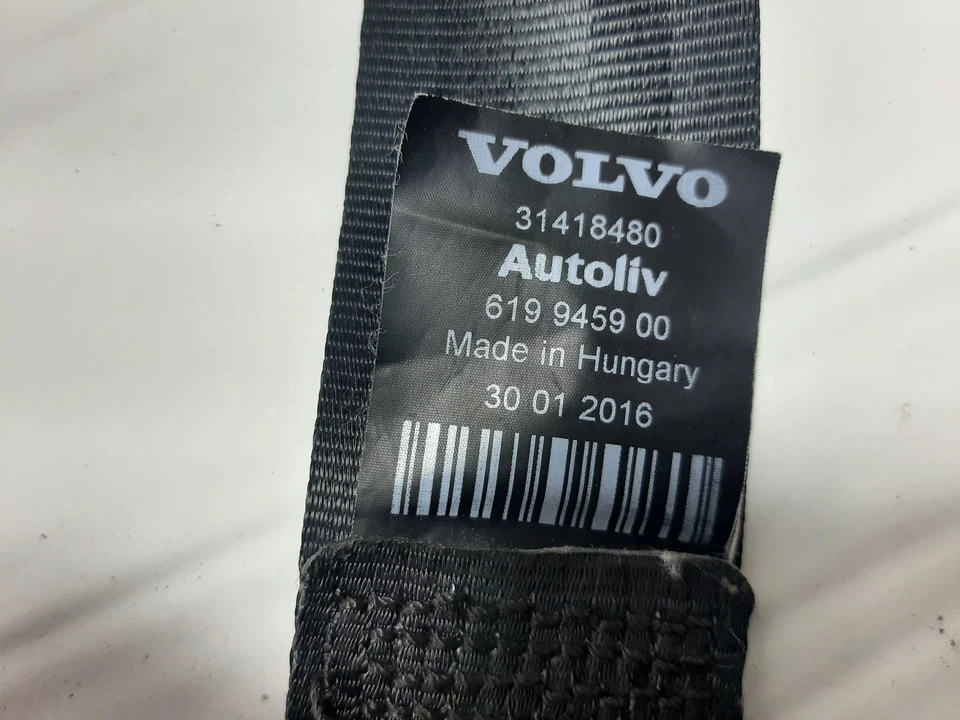 VOLVO
31418480
Autoliv
619 9459 00
Made in Hungary
30 01 2016